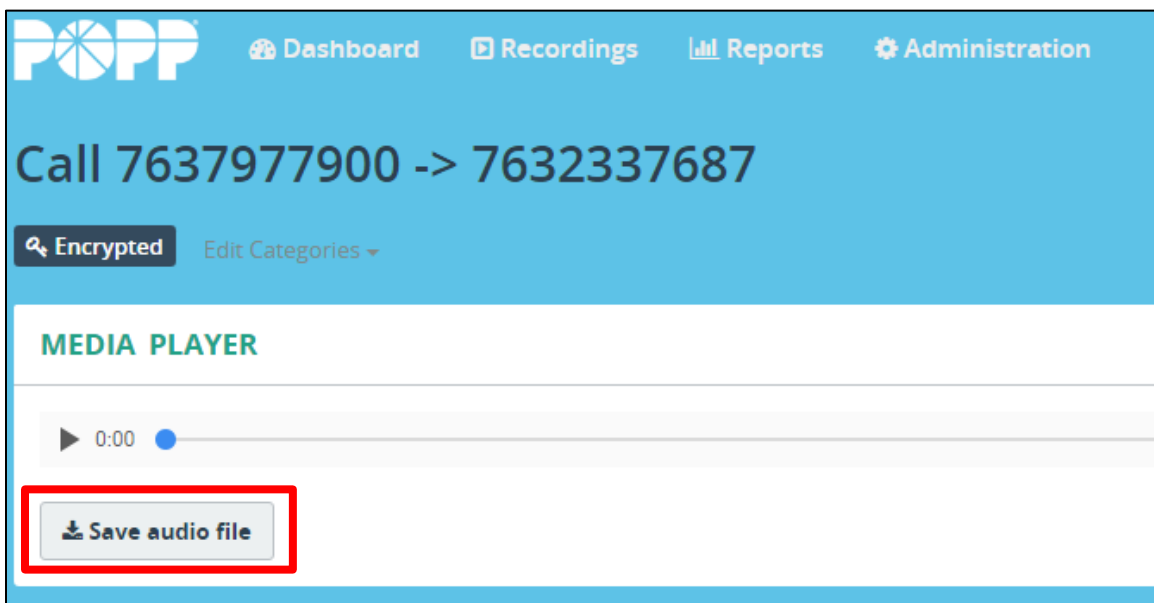 POPP Dashboard Recordings Reports Administration
Call 7637977900 -> 7632337687
Encrypted Edit Categories
MEDIA PLAYER
0:00
Save audio file